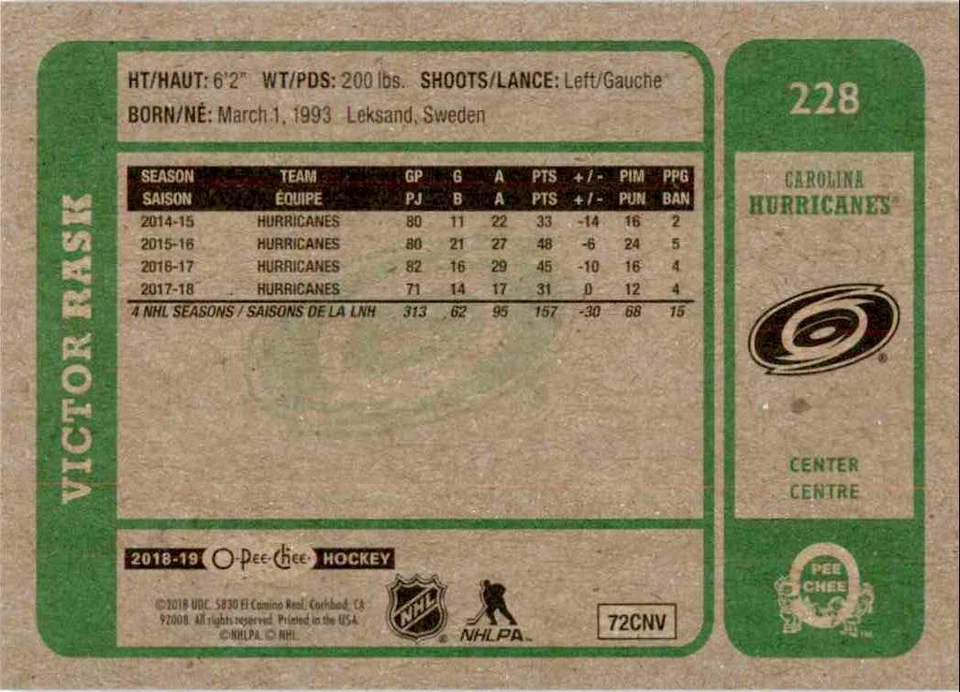 VICTOR RASK
HT/HAUT: 6'2" WT/PDS: 200 lbs. SHOOTS/LANCE: Left/Gauche
BORN/NÉ: March 1, 1993 Leksand, Sweden
SEASON TEAM GP G A PTS +/- PIM PPG
SAISON ÉQUIPE PJ B A PTS +/- PUN BAN
2014-15 HURRICANES 80 11 22 33 -14 16 2
2015-16 HURRICANES 80 21 27 48 -6 24 5
2016-17 HURRICANES 82 16 29 45 -10 16 4
2017-18 HURRICANES 71 14 17 31 0 12 4
4 NHL SEASONS / SAISONS DE LA LNH 313 62 95 157 -30 68 15
2018-19 O-Pee-Chee HOCKEY
©2018 UDC. 5830 El Camino Real, Carlsbad, CA
92008. All rights reserved. Printed in the USA
©NHLPA. © NHL.
NHL ®
NHLPA™
72CNV
228
CAROLINA
HURRICANES®
®
CENTER
CENTRE
PEE
CHEE
™